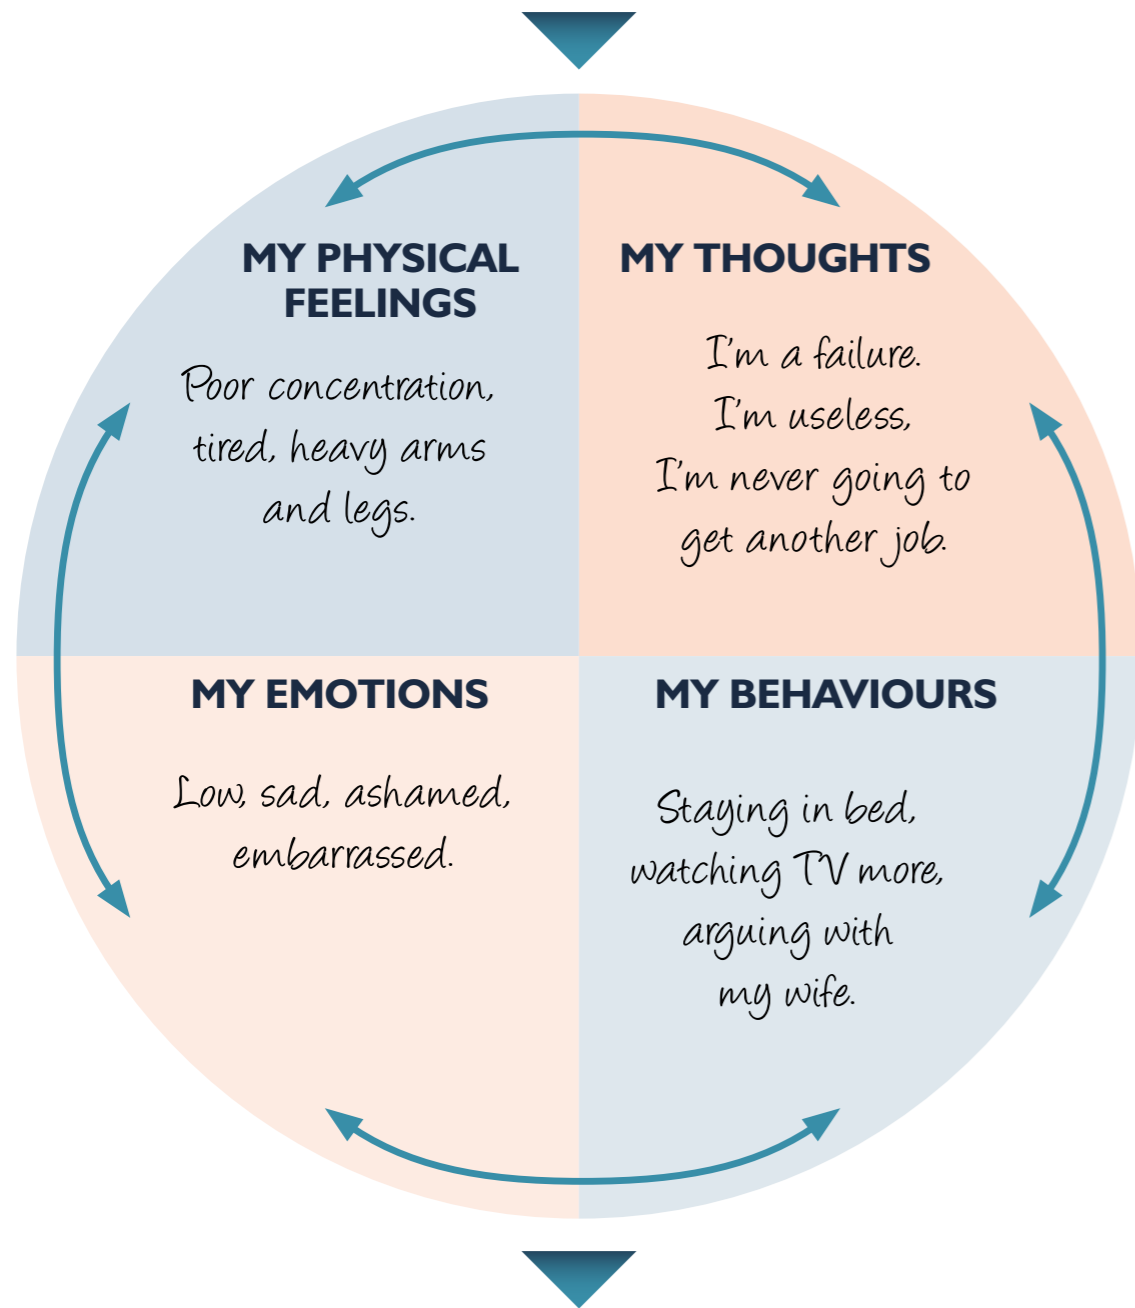 MY PHYSICAL
FEELINGS
Poor concentration,
tired, heavy arms
and legs.
MY THOUGHTS
I'm a failure.
I'm useless,
I'm never going to
get another job.
MY EMOTIONS
Low, sad, ashamed,
embarrassed.
MY BEHAVIOURS
Staying in bed,
watching TV more,
arguing with
my wife.